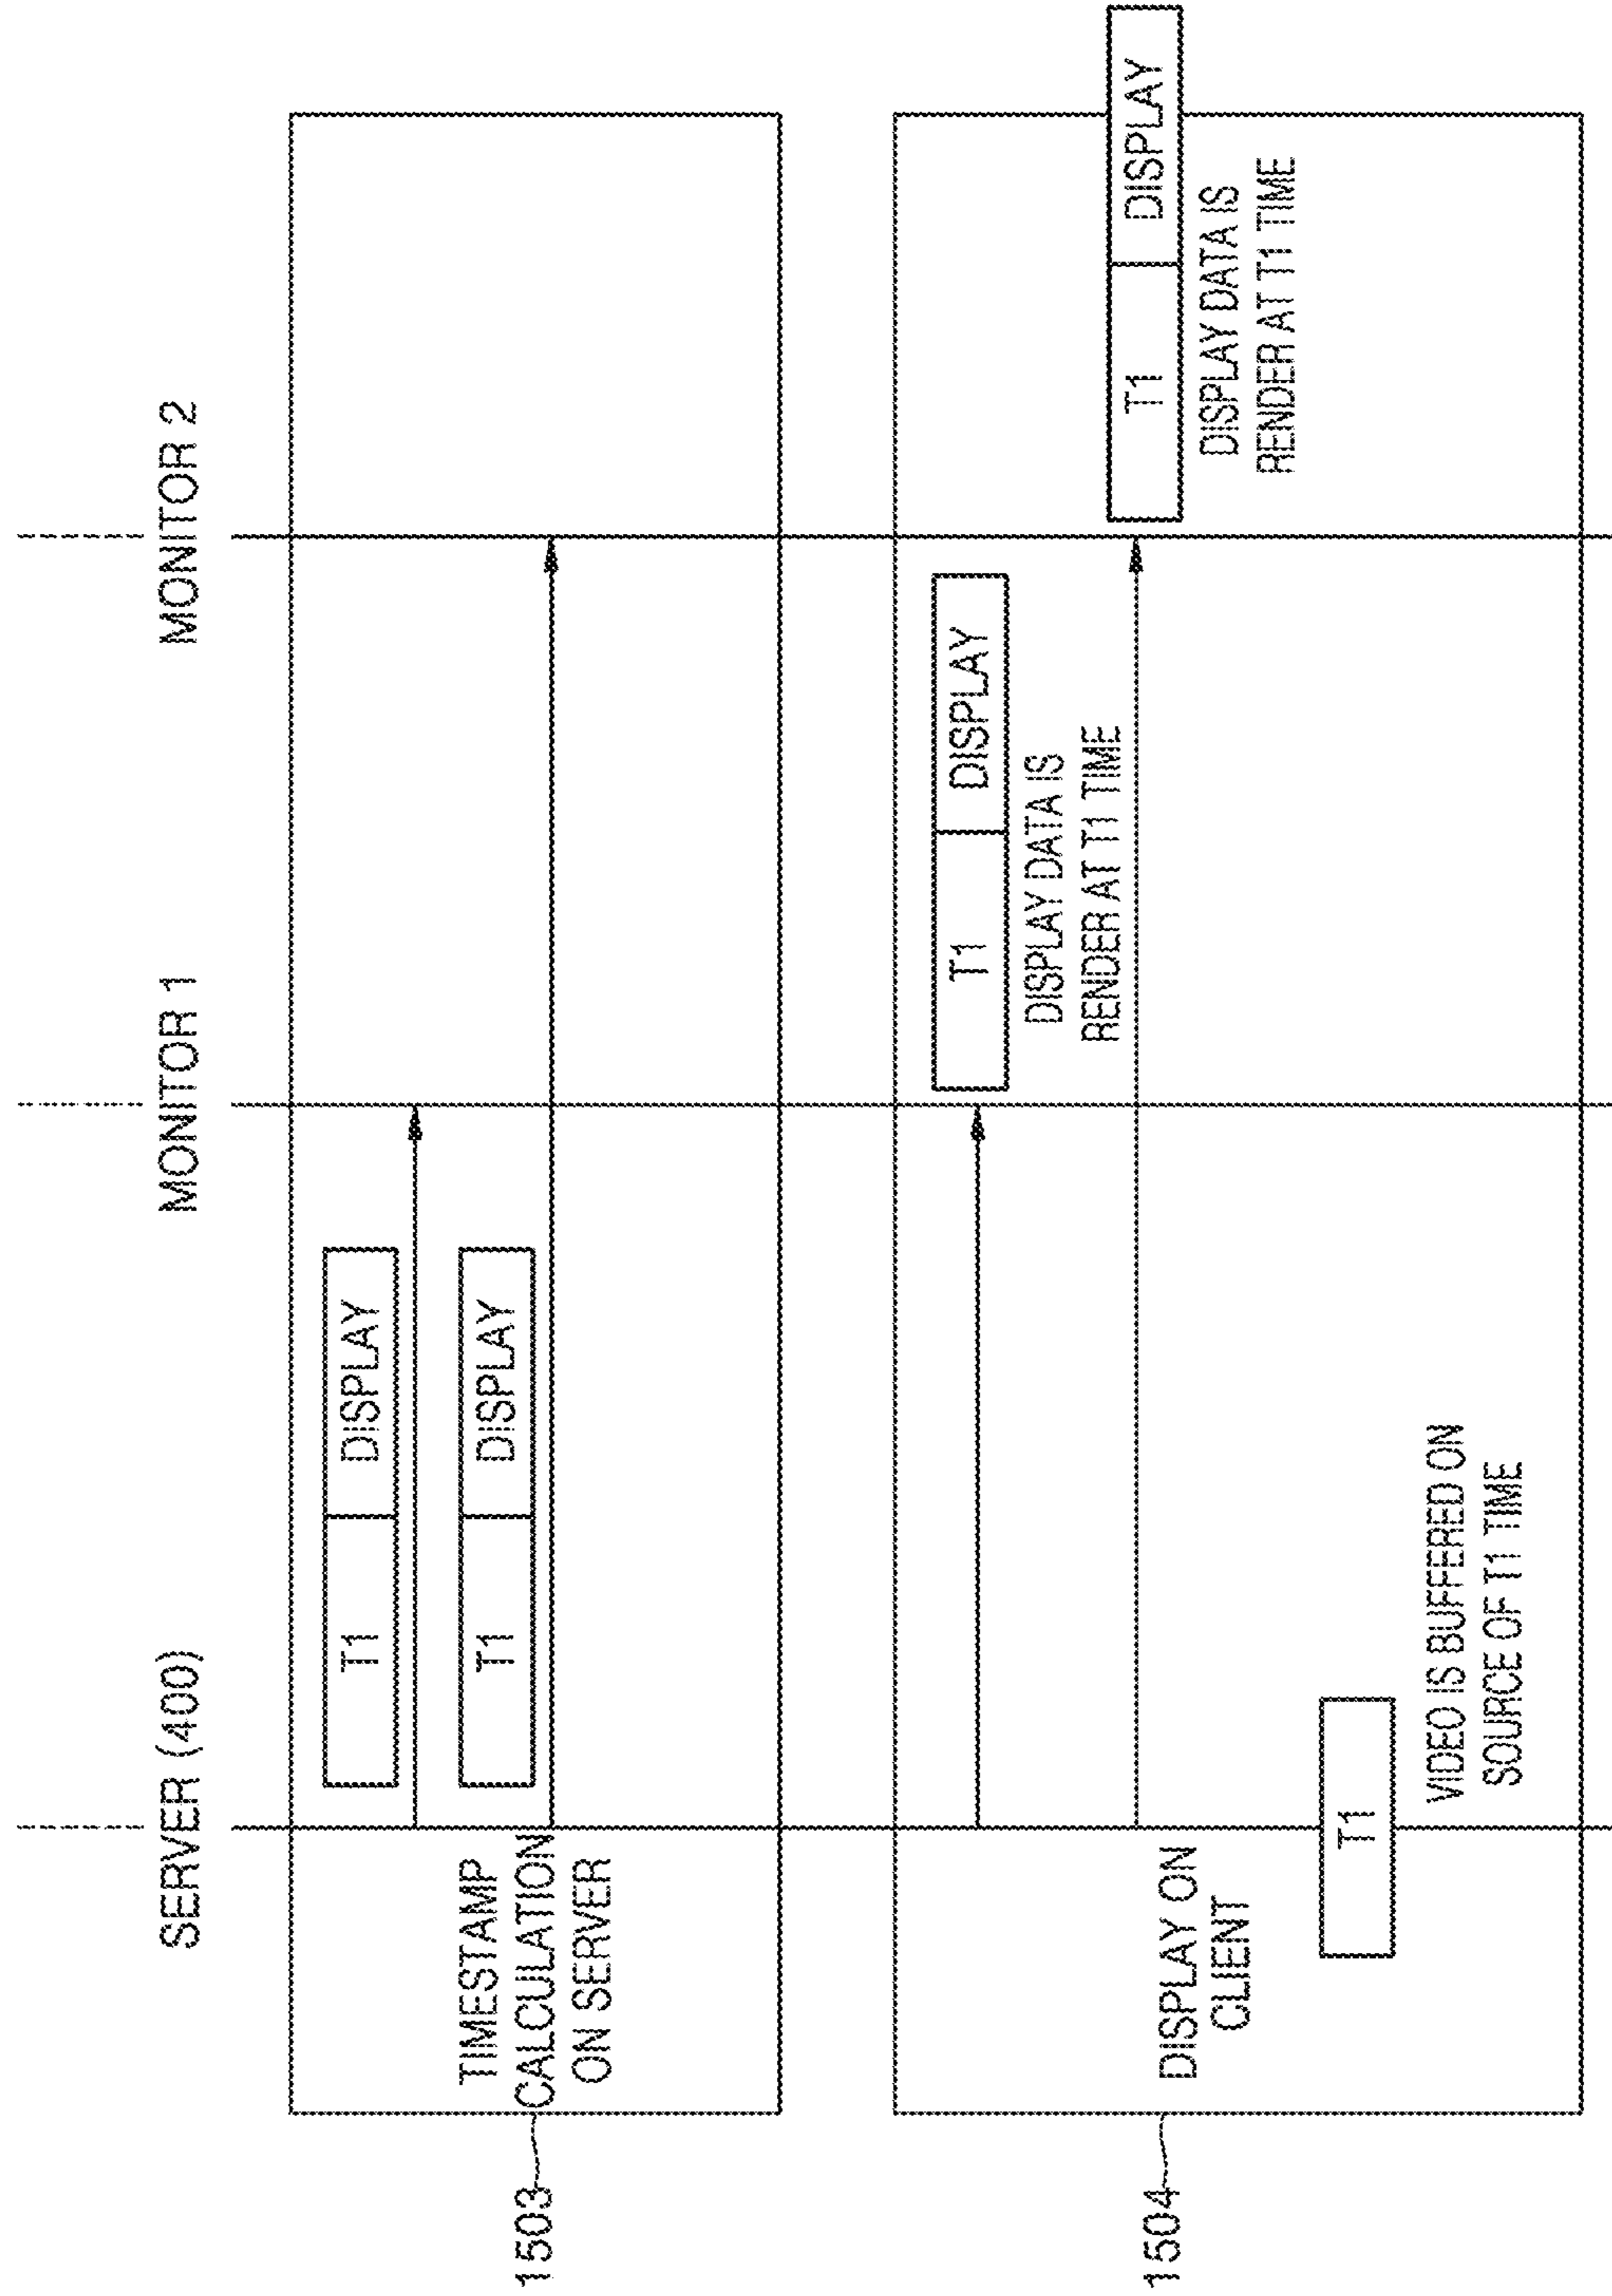 SERVER (400)
MONITOR 1
MONITOR 2
1503
TIMESTAMP
CALCULATION
ON SERVER
T1 DISPLAY
T1 DISPLAY
1504
DISPLAY ON
CLIENT
T1 DISPLAY
DISPLAY DATA IS
RENDER AT T1 TIME
T1 DISPLAY
DISPLAY DATA IS
RENDER AT T1 TIME
T1
VIDEO IS BUFFERED ON
SOURCE OF T1 TIME